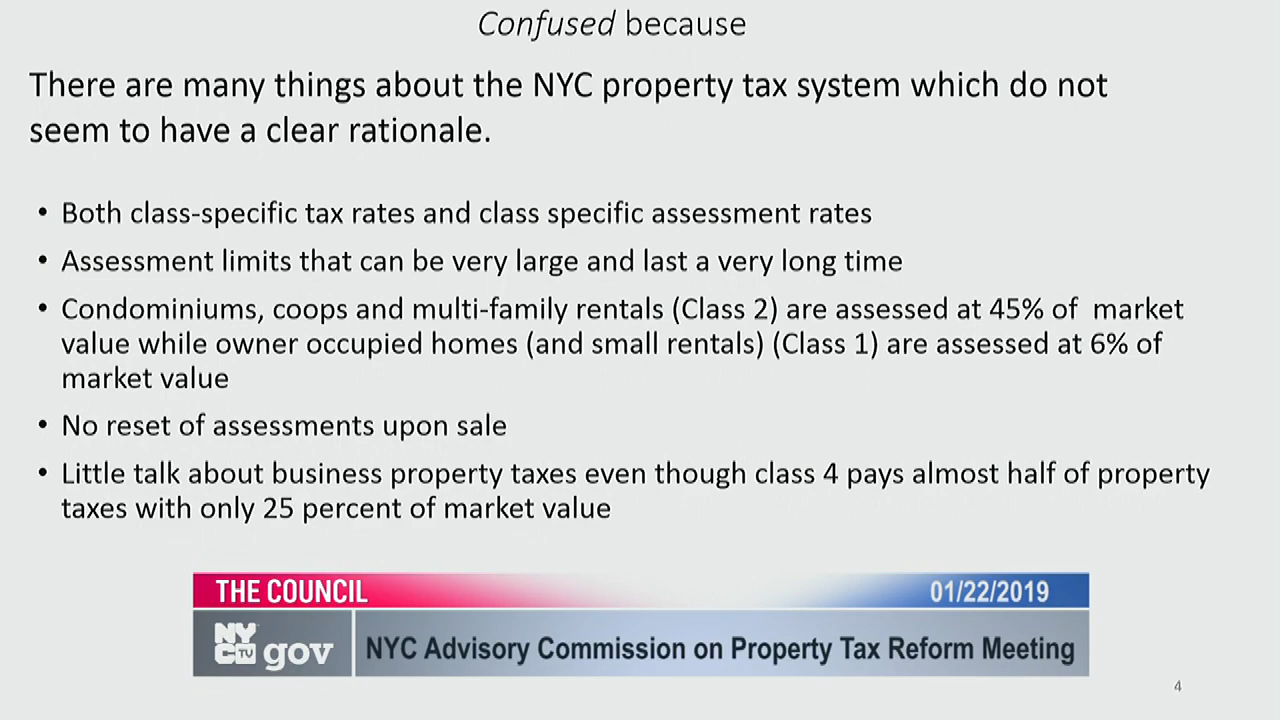 Confused because
There are many things about the NYC property tax system which do not
seem to have a clear rationale.
• Both class-specific tax rates and class specific assessment rates
• Assessment limits that can be very large and last a very long time
• Condominiums, coops and multi-family rentals (Class 2) are assessed at 45% of market
value while owner occupied homes (and small rentals) (Class 1) are assessed at 6% of
market value
• No reset of assessments upon sale
• Little talk about business property taxes even though class 4 pays almost half of property
taxes with only 25 percent of market value
THE COUNCIL 01/22/2019
NYC TV gov NYC Advisory Commission on Property Tax Reform Meeting
4